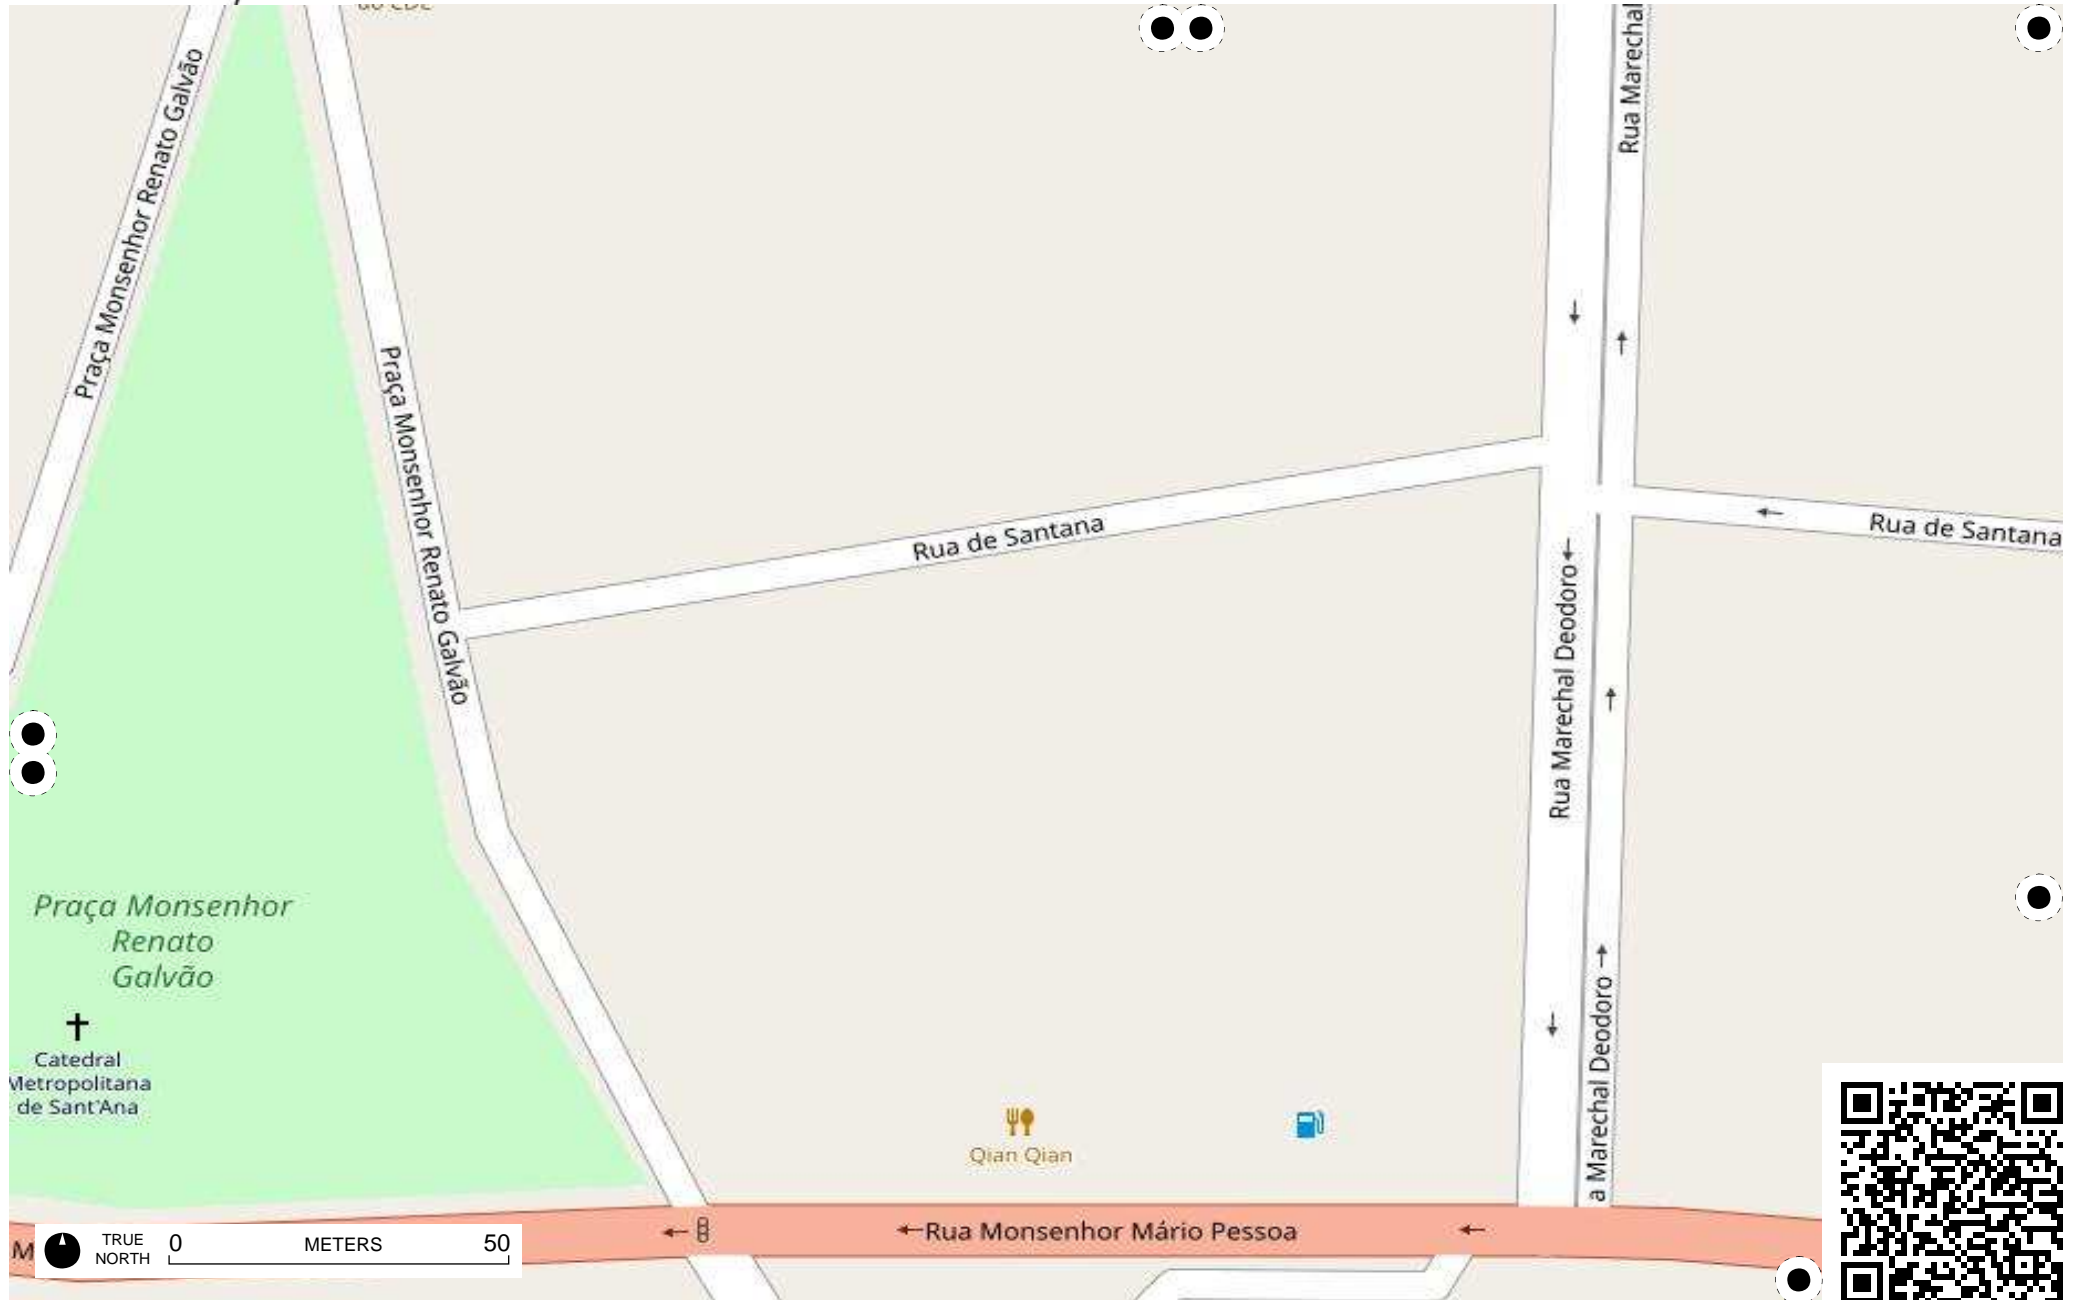 Praça Monsenhor Renato Galvão
Rua Marechal
Praça Monsenhor Renato Galvão
Rua de Santana
Rua de Santana
Rua Marechal Deodoro
Praça Monsenhor
Renato
Galvão
Catedral
Metropolitana
de Sant'Ana
Qian Qian
a Marechal Deodoro
Rua Monsenhor Mário Pessoa
M
TRUE
NORTH
0 METERS 50